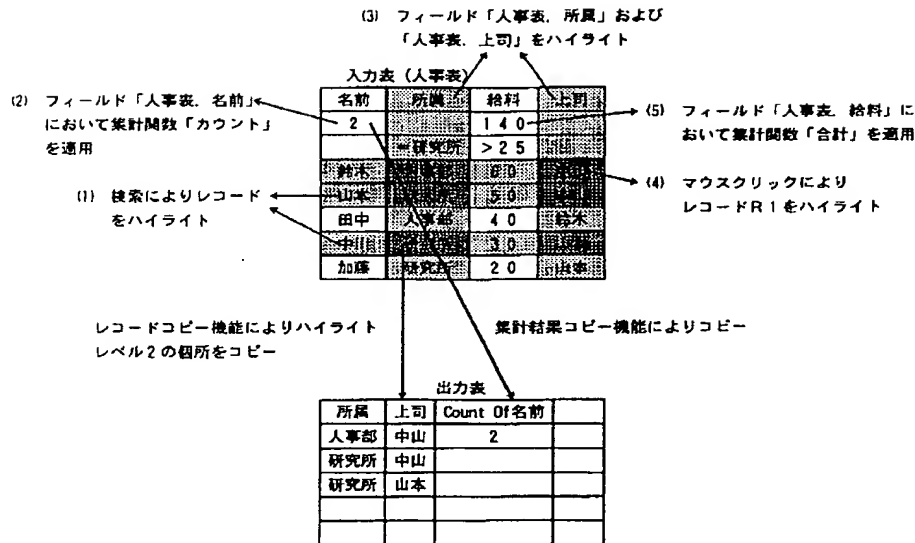 (3) フィールド「人事表．所属」および
「人事表．上司」をハイライト
入力表（人事表）
(2) フィールド「人事表．名前」
において集計関数「カウント」
を適用
(1) 検索によりレコード
をハイライト
名前 所属 給料 上司
2 140
=研究所 >25
鈴木 人事部 60
山本 50
田中 人事部 40 鈴木
中川 30
加藤 研究所 20 山本
(5) フィールド「人事表．給料」に
おいて集計関数「合計」を適用
(4) マウスクリックにより
レコードR1をハイライト
レコードコピー機能によりハイライト
レベル2の個所をコピー
集計結果コピー機能によりコピー
出力表
所属 上司 Count Of名前
人事部 中山 2
研究所 中山
研究所 山本